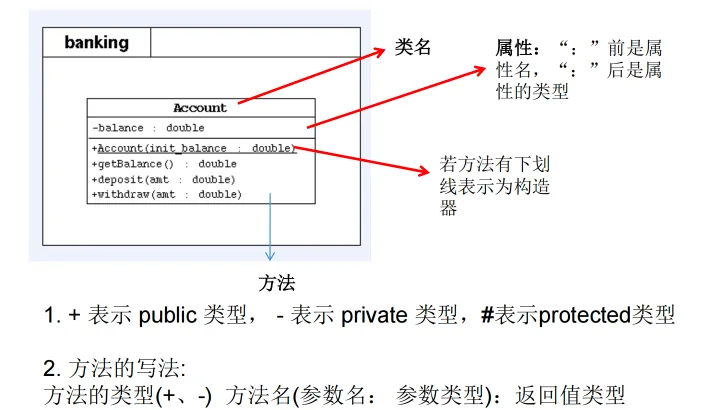 banking
类名
属性：“：”前是属
性名，“：”后是属
性的类型
Account
-balance : double
+Account(init_balance : double)
+getBalance() : double
+deposit(amt : double)
+withdraw(amt : double)
若方法有下划
线表示为构造
器
方法
1. + 表示 public 类型， - 表示 private 类型，#表示protected类型
2. 方法的写法:
方法的类型(+、-) 方法名(参数名： 参数类型)：返回值类型